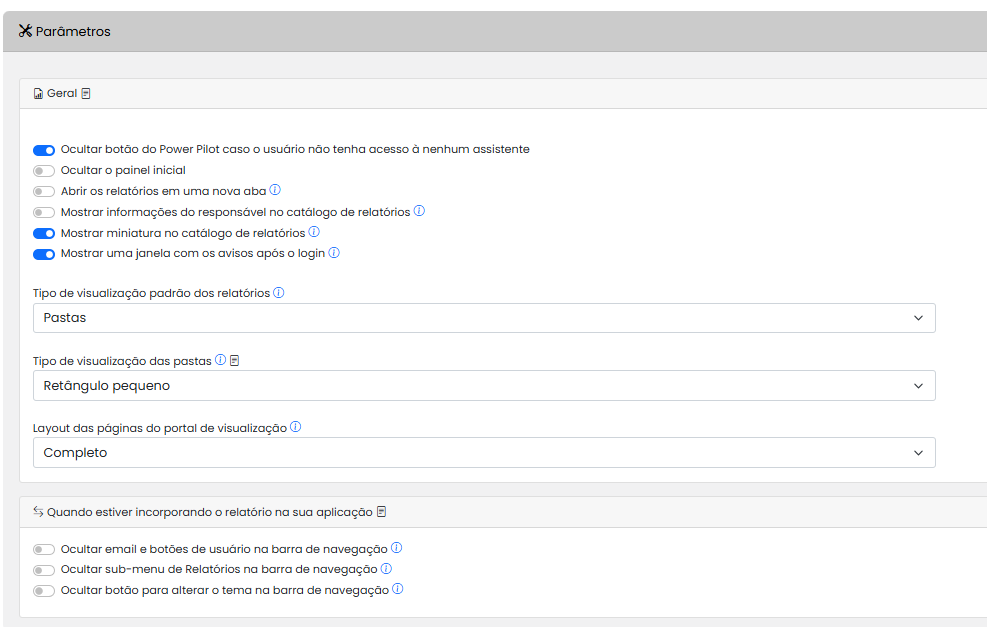 Parâmetros
Geral
Ocultar botão do Power Pilot caso o usuário não tenha acesso à nenhum assistente
Ocultar o painel inicial
Abrir os relatórios em uma nova aba
Mostrar informações do responsável no catálogo de relatórios
Mostrar miniatura no catálogo de relatórios
Mostrar uma janela com os avisos após o login
Tipo de visualização padrão dos relatórios
Pastas
Tipo de visualização das pastas
Retângulo pequeno
Layout das páginas do portal de visualização
Completo
Quando estiver incorporando o relatório na sua aplicação
Ocultar email e botões de usuário na barra de navegação
Ocultar sub-menu de Relatórios na barra de navegação
Ocultar botão para alterar o tema na barra de navegação